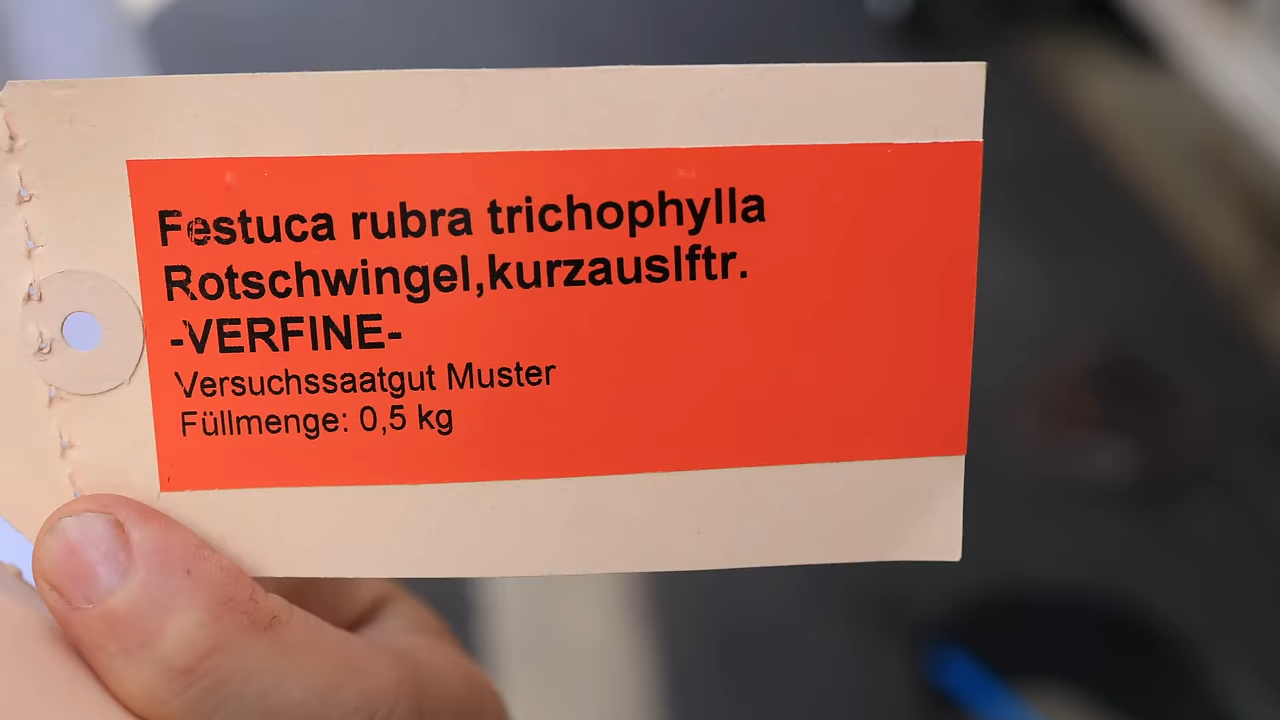 Festuca rubra trichophylla
Rotschwingel,kurzauslftr.
-VERFINE-
Versuchssaatgut Muster
Füllmenge: 0,5 kg